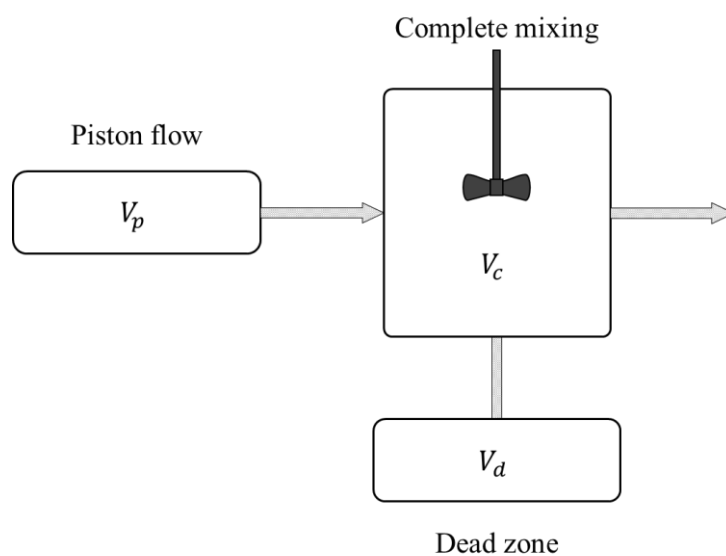 Complete mixing
Piston flow
V_p
V_c
V_d
Dead zone